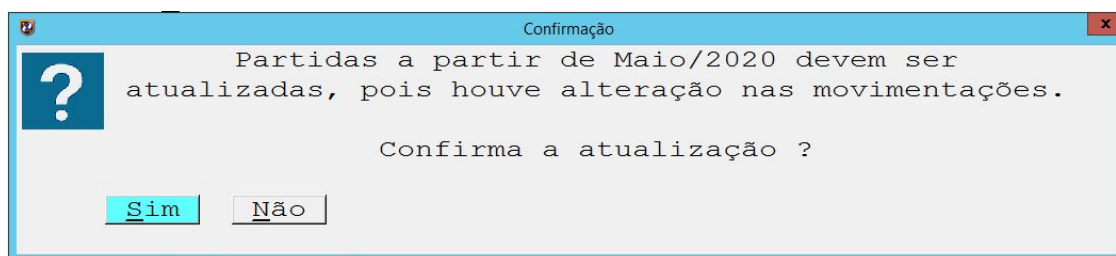 Confirmação
x
Partidas a partir de Maio/2020 devem ser
atualizadas, pois houve alteração nas movimentações.
Confirma a atualização ?
Sim Não